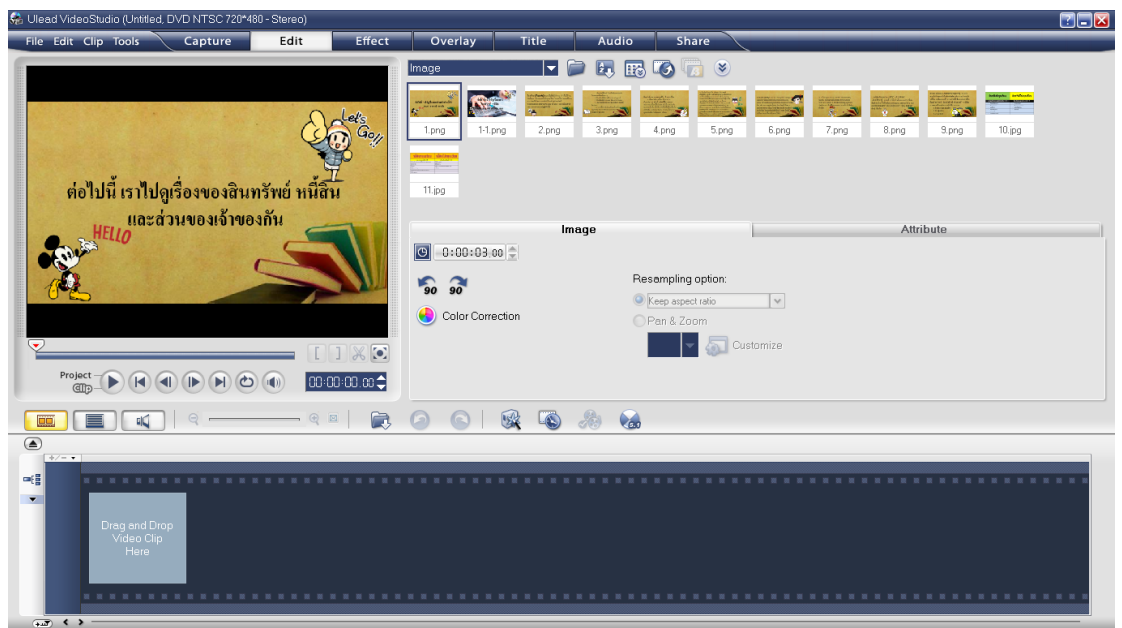 Ulead VideoStudio (Untitled, DVD NTSC 720*480 - Stereo)
File Edit Clip Tools Capture Edit Effect Overlay Title Audio Share
Image
Let's
Go!!
ต่อไปนี้ เราไปดูเรื่องของสินทรัพย์ หนี้สิน
และส่วนของเจ้าของกัน
HELLO
1.png 1-1.png 2.png 3.png 4.png 5.png 6.png 7.png 8.png 9.png 10.jpg
11.jpg
Image Attribute
0:00:03.00
90 90
Color Correction
Resampling option:
Keep aspect ratio
Pan & Zoom
Customize
Project
Clip
00:00:00.00
5.1
+/-
Drag and Drop
Video Clip
Here